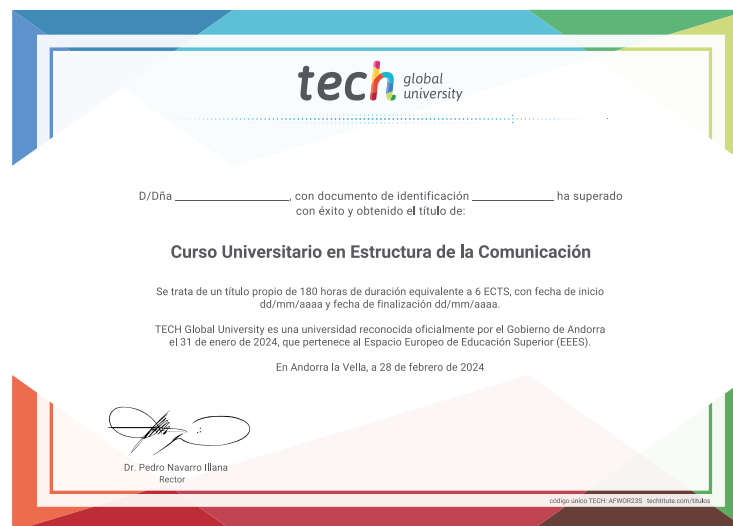 tech global
university
D/Dña ____________________, con documento de identificación ______________ ha superado
con éxito y obtenido el título de:
Curso Universitario en Estructura de la Comunicación
Se trata de un título propio de 180 horas de duración equivalente a 6 ECTS, con fecha de inicio
dd/mm/aaaa y fecha de finalización dd/mm/aaaa.
TECH Global University es una universidad reconocida oficialmente por el Gobierno de Andorra
el 31 de enero de 2024, que pertenece al Espacio Europeo de Educación Superior (EEES).
En Andorra la Vella, a 28 de febrero de 2024
Dr. Pedro Navarro Illana
Rector
código único TECH: AFWOR23S techtitute.com/titulos